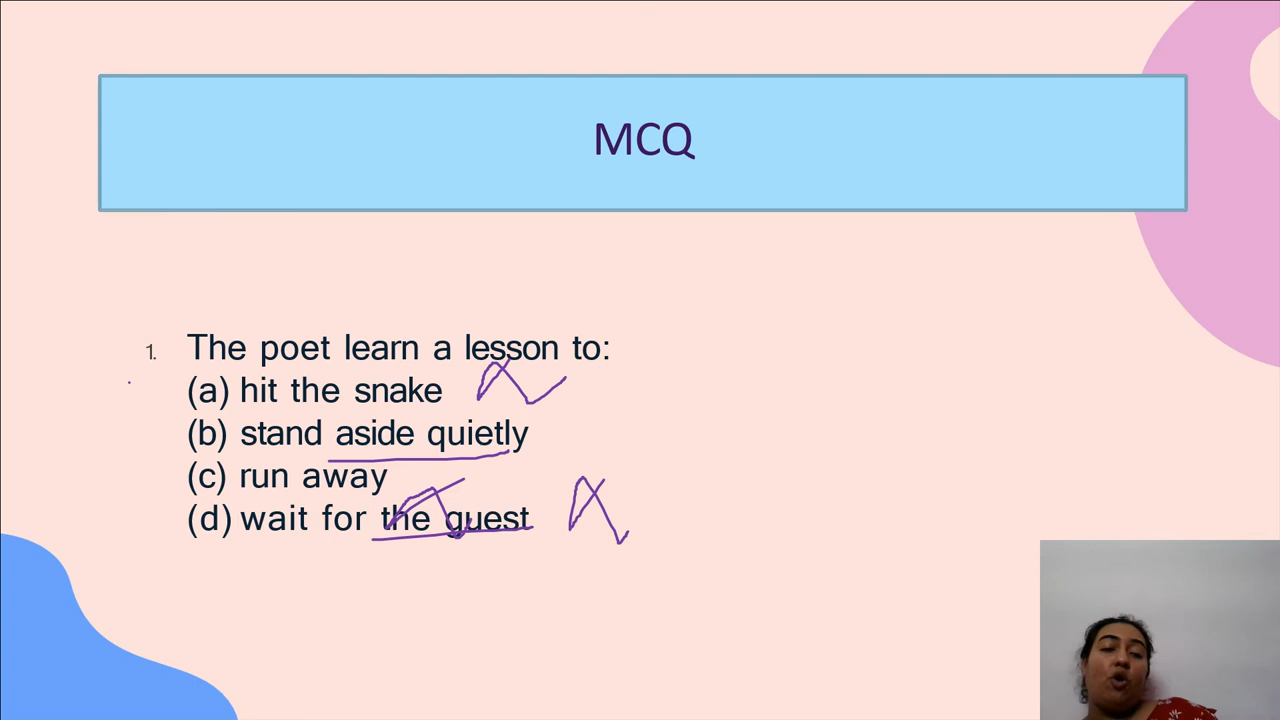 MCQ
1. The poet learn a lesson to:
(a) hit the snake
(b) stand aside quietly
(c) run away
(d) wait for the guest